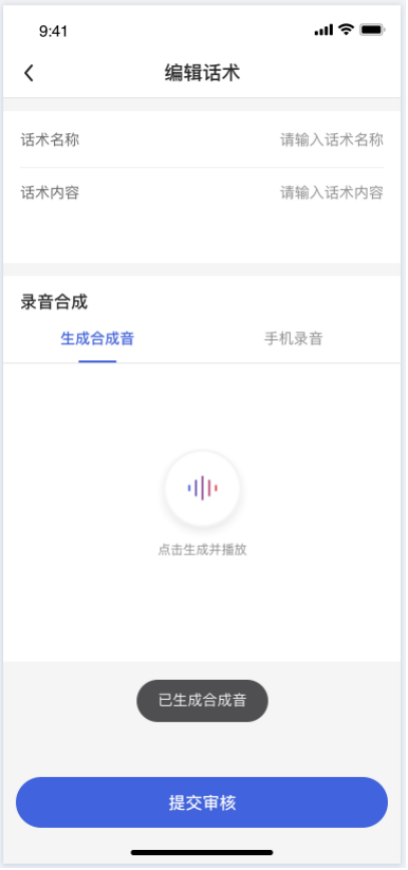 9:41
编辑话术
话术名称 请输入话术名称
话术内容 请输入话术内容
录音合成
生成合成音 手机录音
点击生成并播放
已生成合成音
提交审核